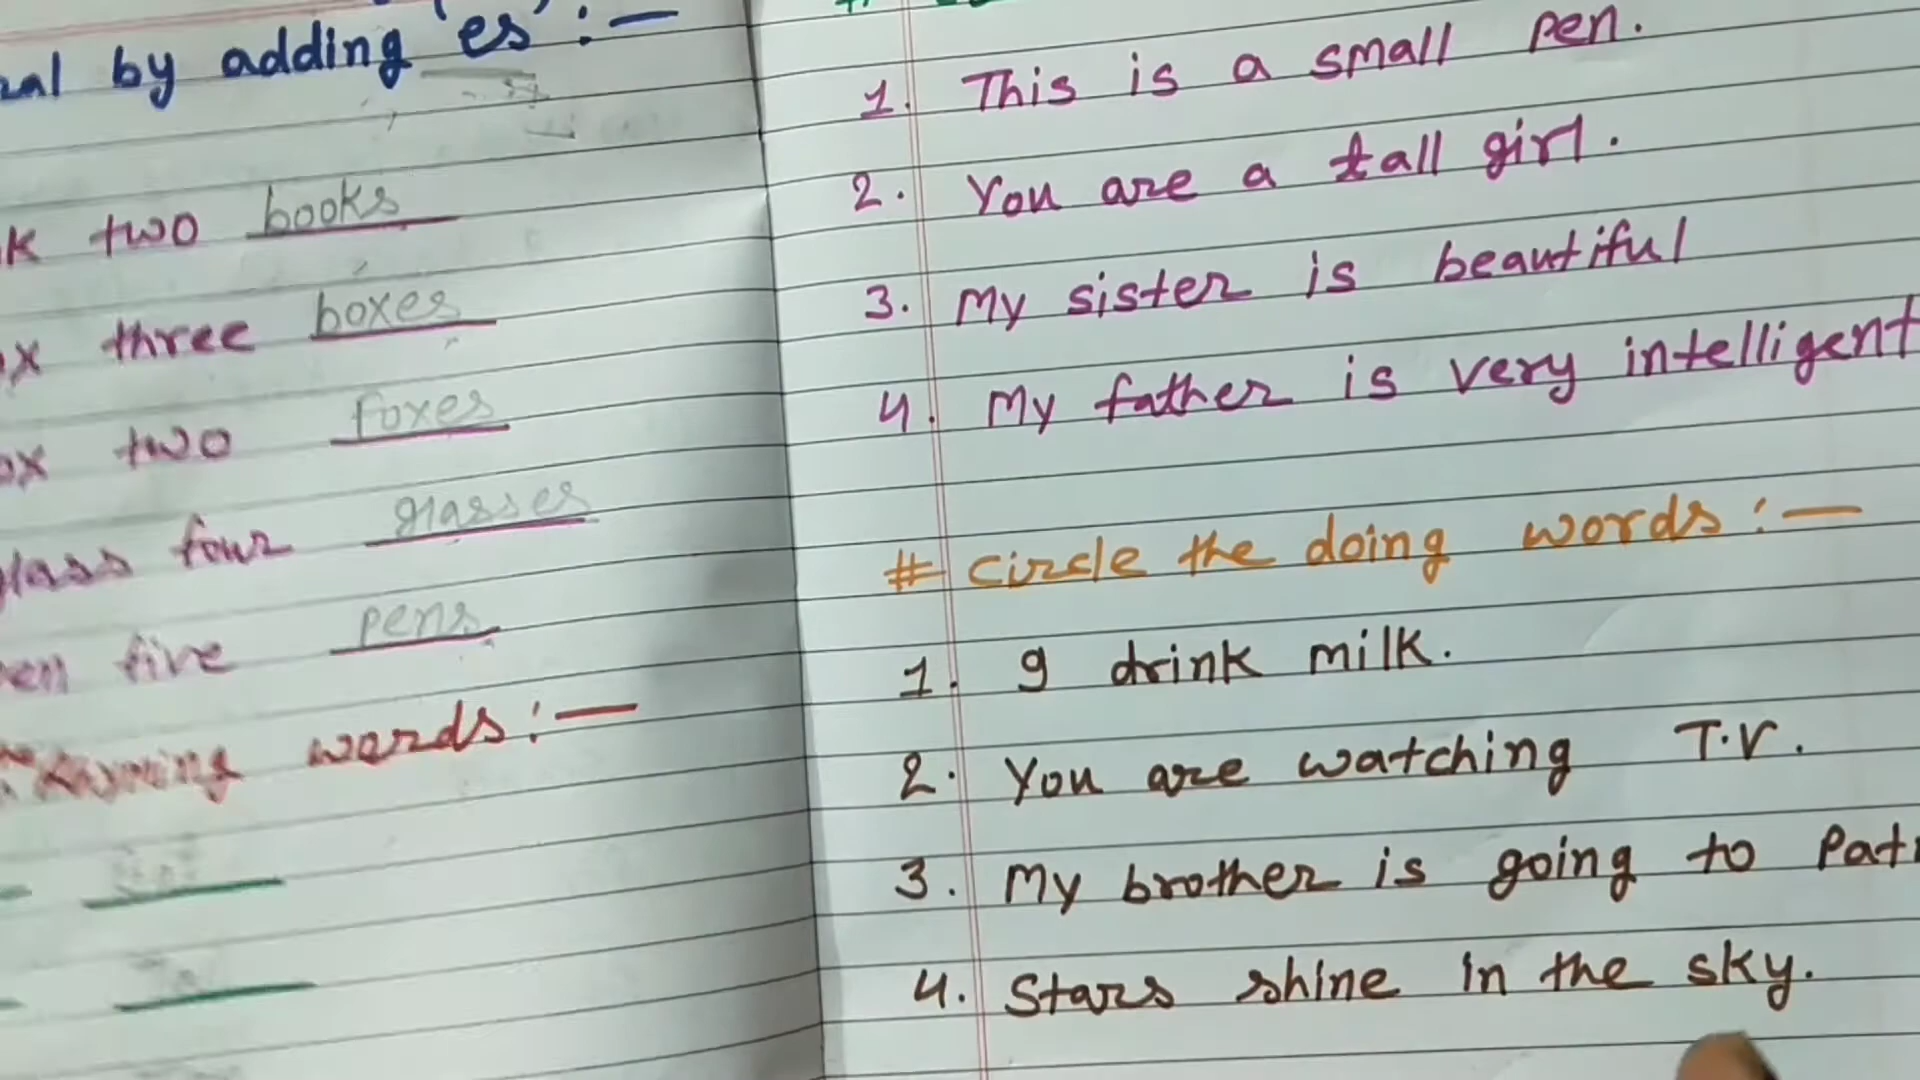 by adding 'es' :—
two books
three boxes
two foxes
glass four glasses
five pens
words :—
1. This is a small pen.
2. You are a tall girl.
3. My sister is beautiful
4. My father is very intelligent
# Circle the doing words :—
1. I drink milk.
2. You are watching T.V.
3. My brother is going to
4. Stars shine in the sky.